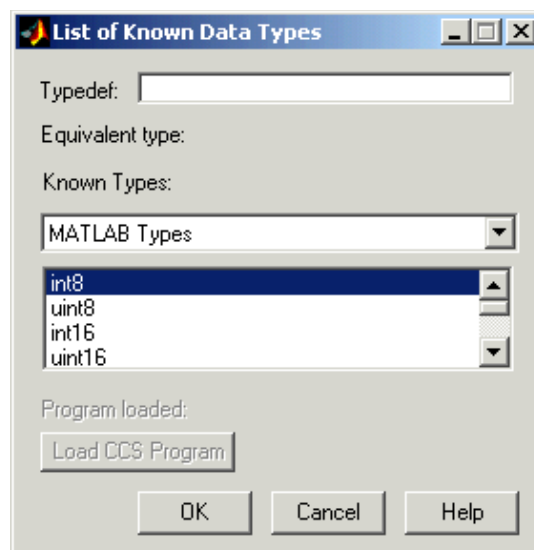 List of Known Data Types
Typedef:
Equivalent type:
Known Types:
MATLAB Types
int8
uint8
int16
uint16
Program loaded:
Load CCS Program
OK Cancel Help